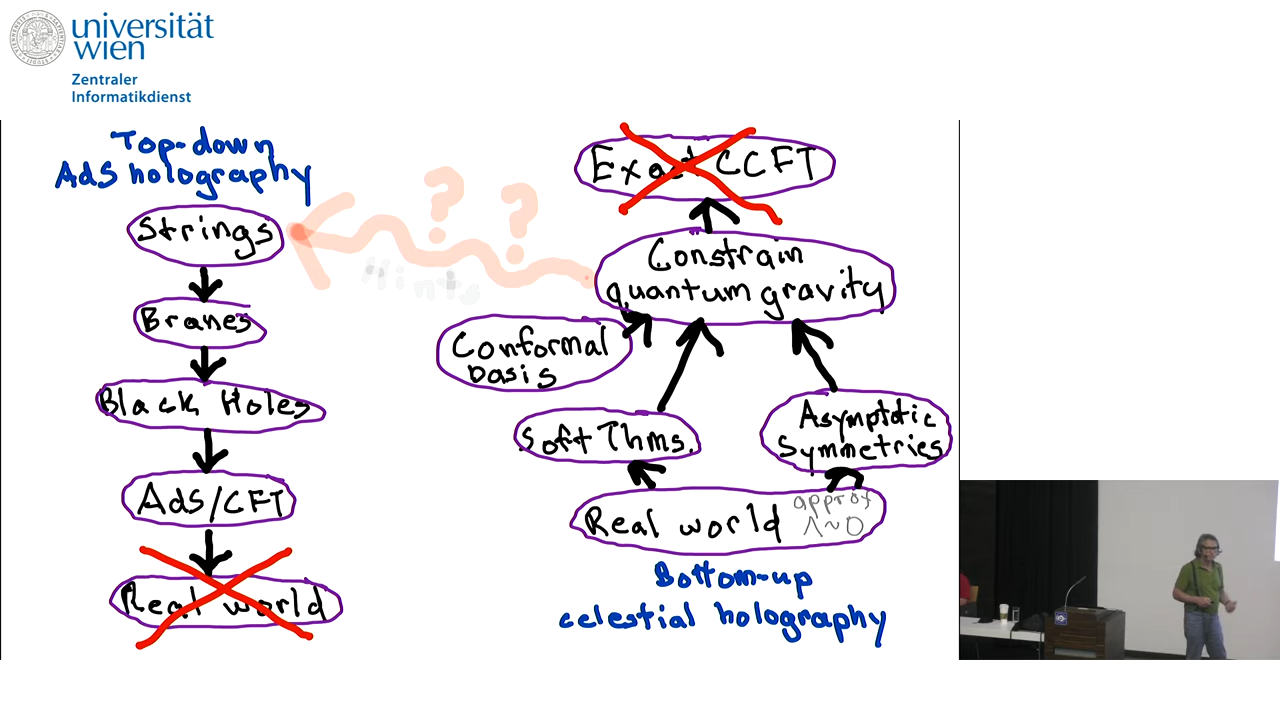 universität
wien
Zentraler
Informatikdienst
Top-down
AdS holography
Strings
Branes
Black Holes
AdS/CFT
Real world
??
Hints
Exact CCFT
Constrain
quantum gravity
Conformal
basis
Soft Thms.
Asymptotic
Symmetries
Real world approx
Λ~0
Bottom-up
celestial holography